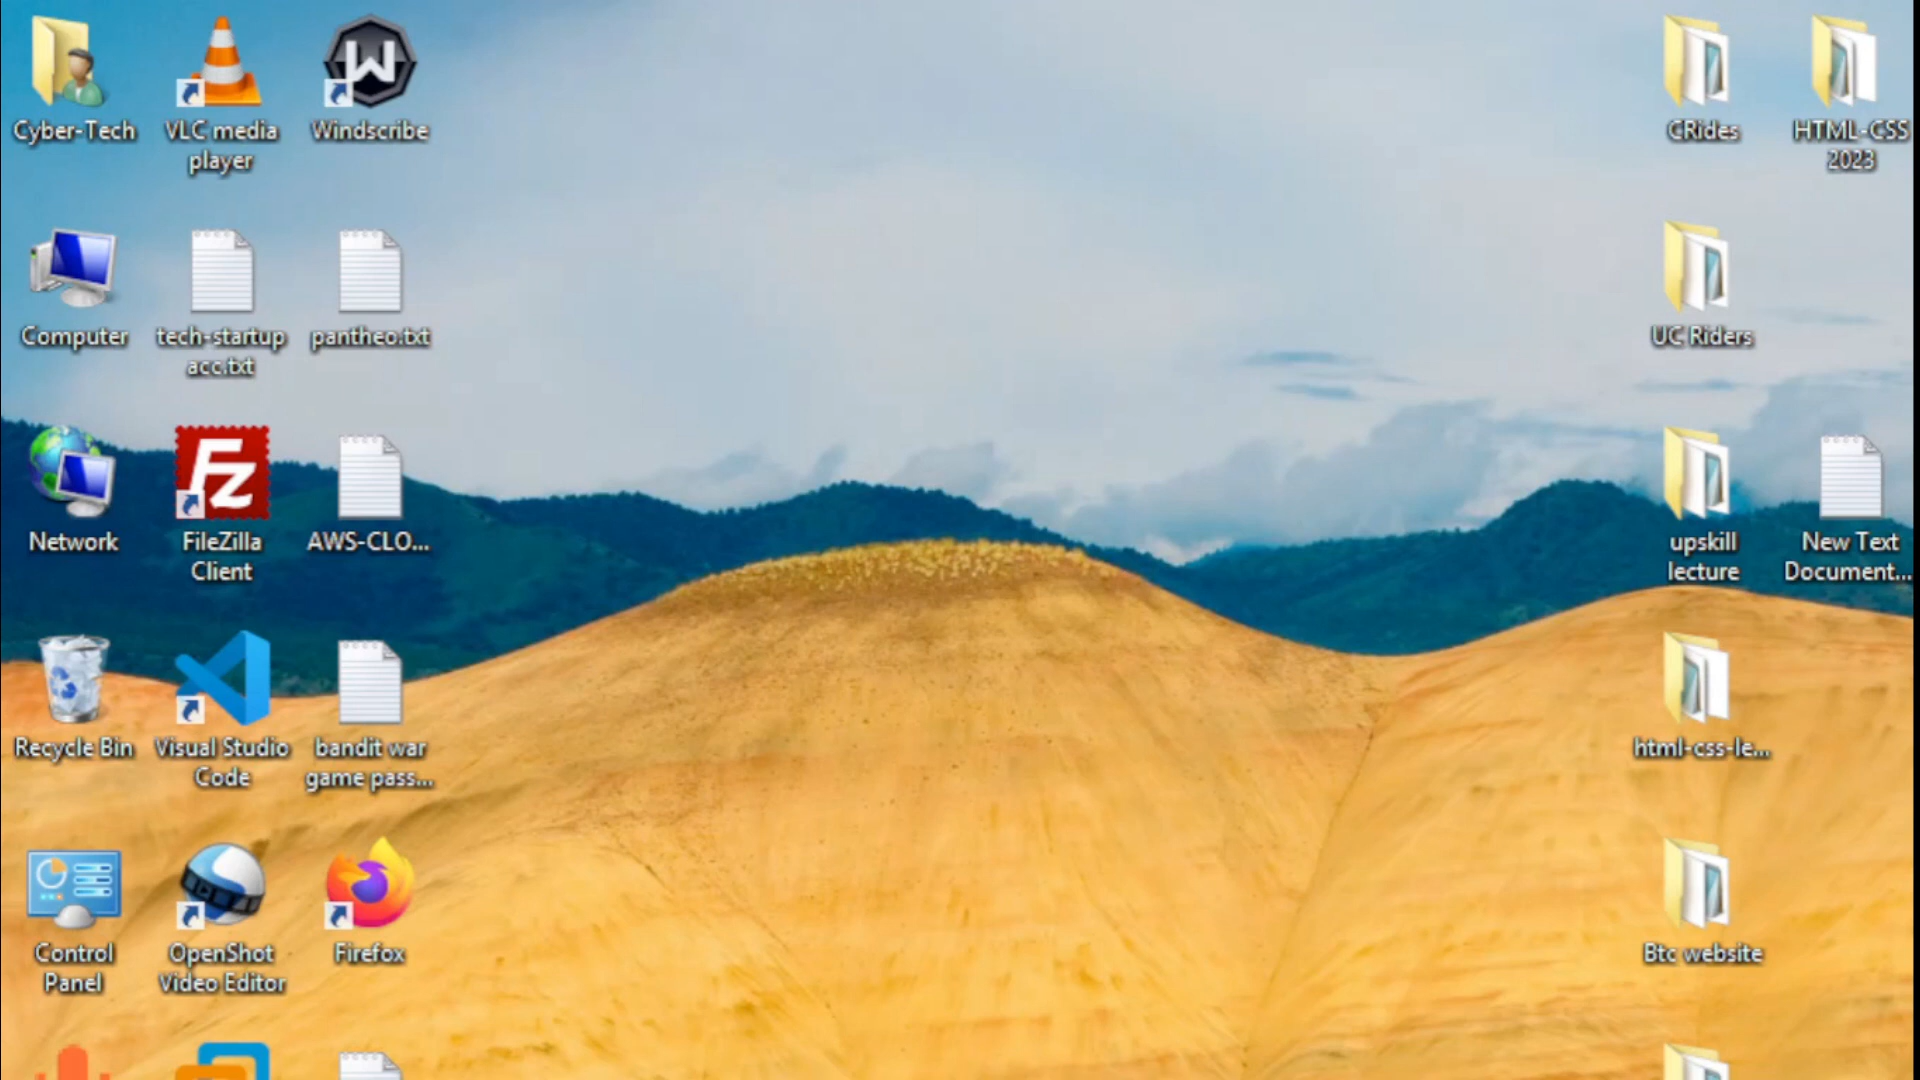 Cyber-Tech
VLC media
player
Windscribe
CRides
HTML-CSS
2023
Computer
tech-startup
acc.txt
pantheo.txt
UC Riders
Network
FileZilla
Client
AWS-CLO...
upskill
lecture
New Text
Document...
Recycle Bin
Visual Studio
Code
bandit war
game pass...
html-css-le...
Control
Panel
OpenShot
Video Editor
Firefox
Btc website